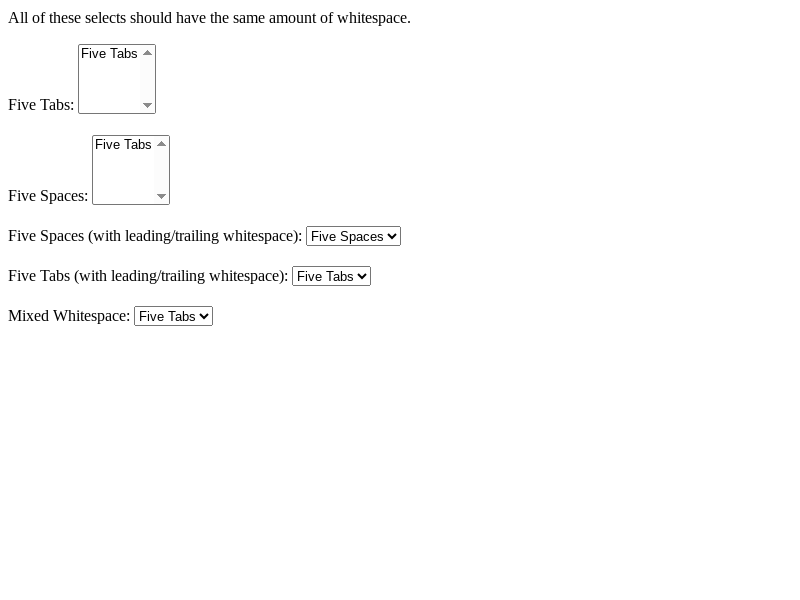 All of these selects should have the same amount of whitespace.
Five Tabs
Five Tabs:
Five Tabs
Five Spaces:
Five Spaces (with leading/trailing whitespace): Five Spaces
Five Tabs (with leading/trailing whitespace): Five Tabs
Mixed Whitespace: Five Tabs